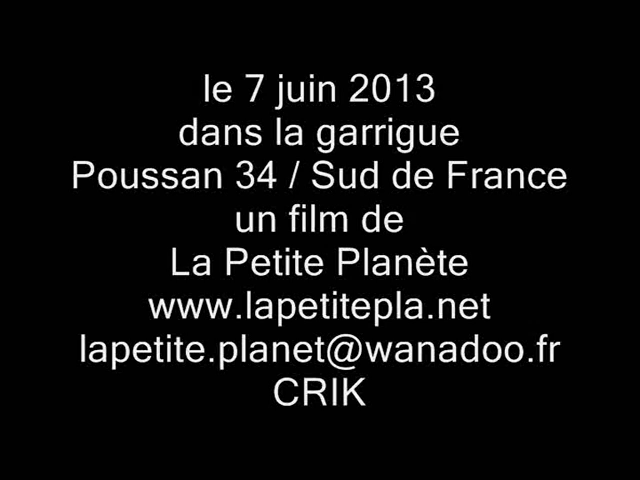 le 7 juin 2013
dans la garrigue
Poussan 34 / Sud de France
un film de
La Petite Planète
www.lapetitepla.net
lapetite.planet@wanadoo.fr
CRIK